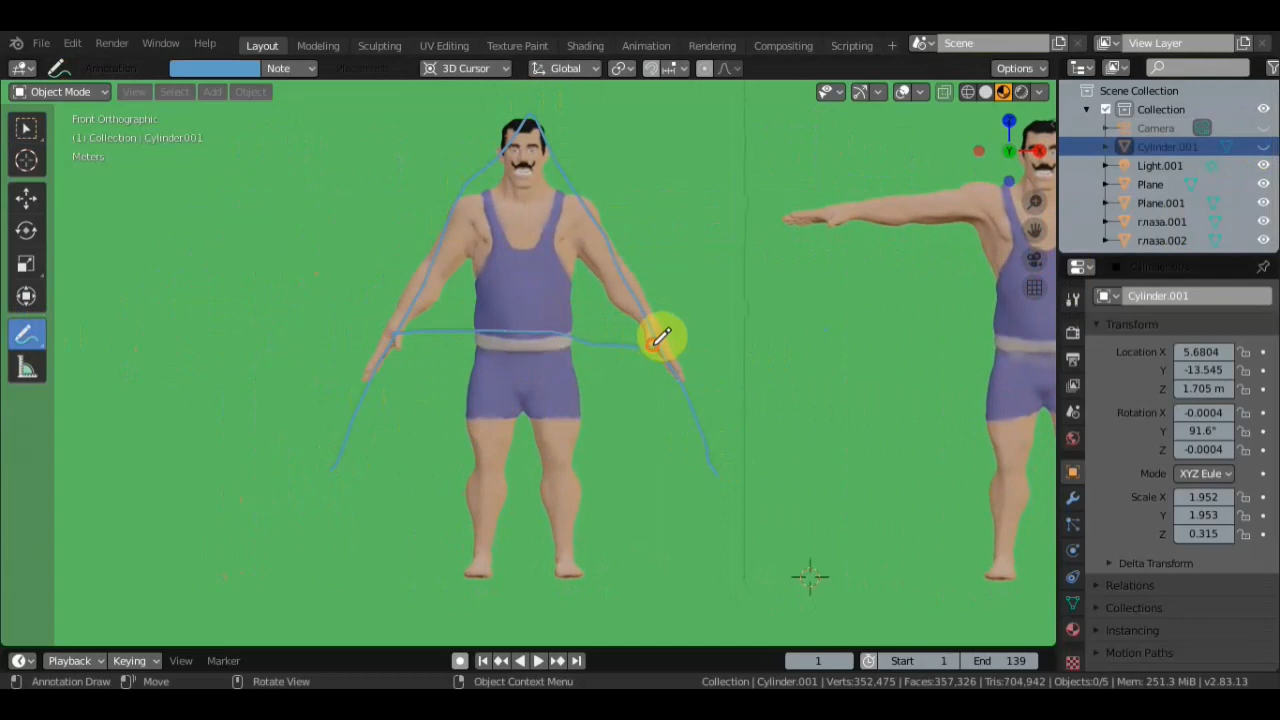 File Edit Render Window Help Layout Modeling Sculpting UV Editing Texture Paint Shading Animation Rendering Compositing Scripting + Scene View Layer
Annotation Note Placement: 3D Cursor Global Options
Object Mode View Select Add Object
Front Orthographic
(1) Collection | Cylinder.001
Meters
Z
Y
X
Scene Collection
Collection
Camera
Cylinder.001
Light.001
Plane
Plane.001
глаза.001
глаза.002
Cylinder.001
Cylinder.001
Transform
Location X 5.6804
Y -13.545
Z 1.705 m
Rotation X -0.0004
Y 91.6°
Z -0.0004
Mode XYZ Eule
Scale X 1.952
Y 1.953
Z 0.315
Delta Transform
Relations
Collections
Instancing
Motion Paths
Playback Keying View Marker 1 Start 1 End 139
Annotation Draw Move Rotate View Object Context Menu Collection | Cylinder.001 | Verts:352,475 | Faces:357,326 | Tris:704,942 | Objects:0/5 | Mem: 251.3 MiB | v2.83.13